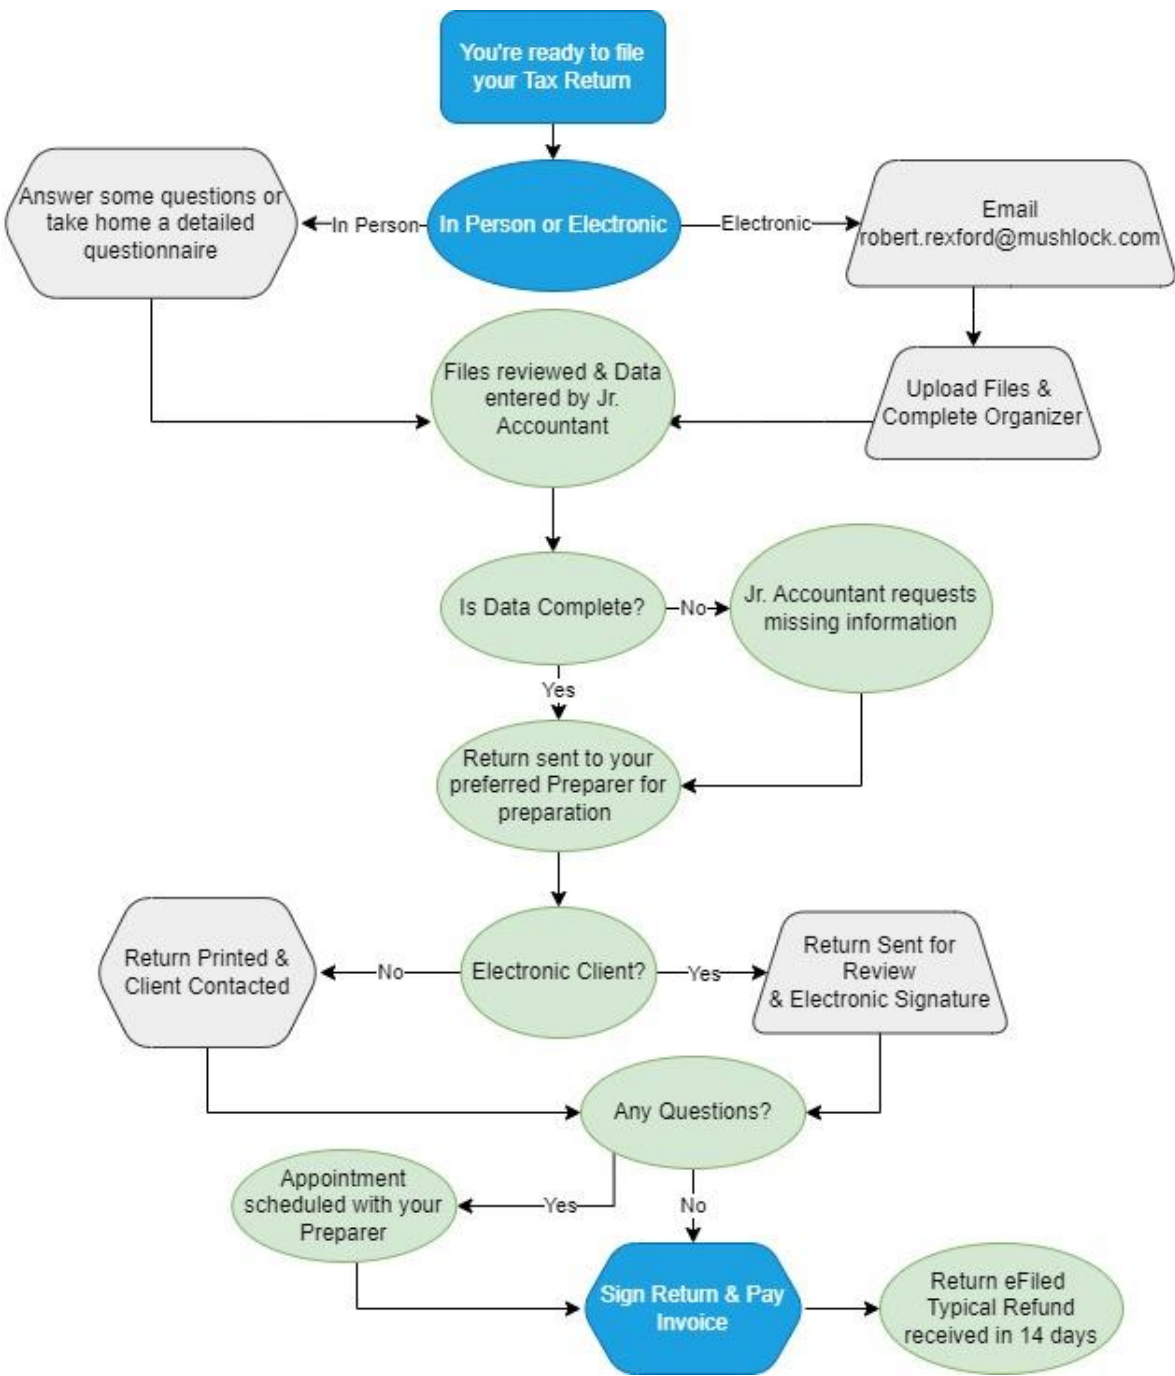 You're ready to file
your Tax Return
Answer some questions or
take home a detailed
questionnaire
In Person
In Person or Electronic
Electronic
Email
robert.rexford@mushlock.com
Files reviewed & Data
entered by Jr.
Accountant
Upload Files &
Complete Organizer
Is Data Complete?
No
Jr. Accountant requests
missing information
Yes
Return sent to your
preferred Preparer for
preparation
Return Printed &
Client Contacted
No
Electronic Client?
Yes
Return Sent for
Review
& Electronic Signature
Any Questions?
Appointment
scheduled with your
Preparer
Yes
No
Sign Return & Pay
Invoice
Return eFiled
Typical Refund
received in 14 days